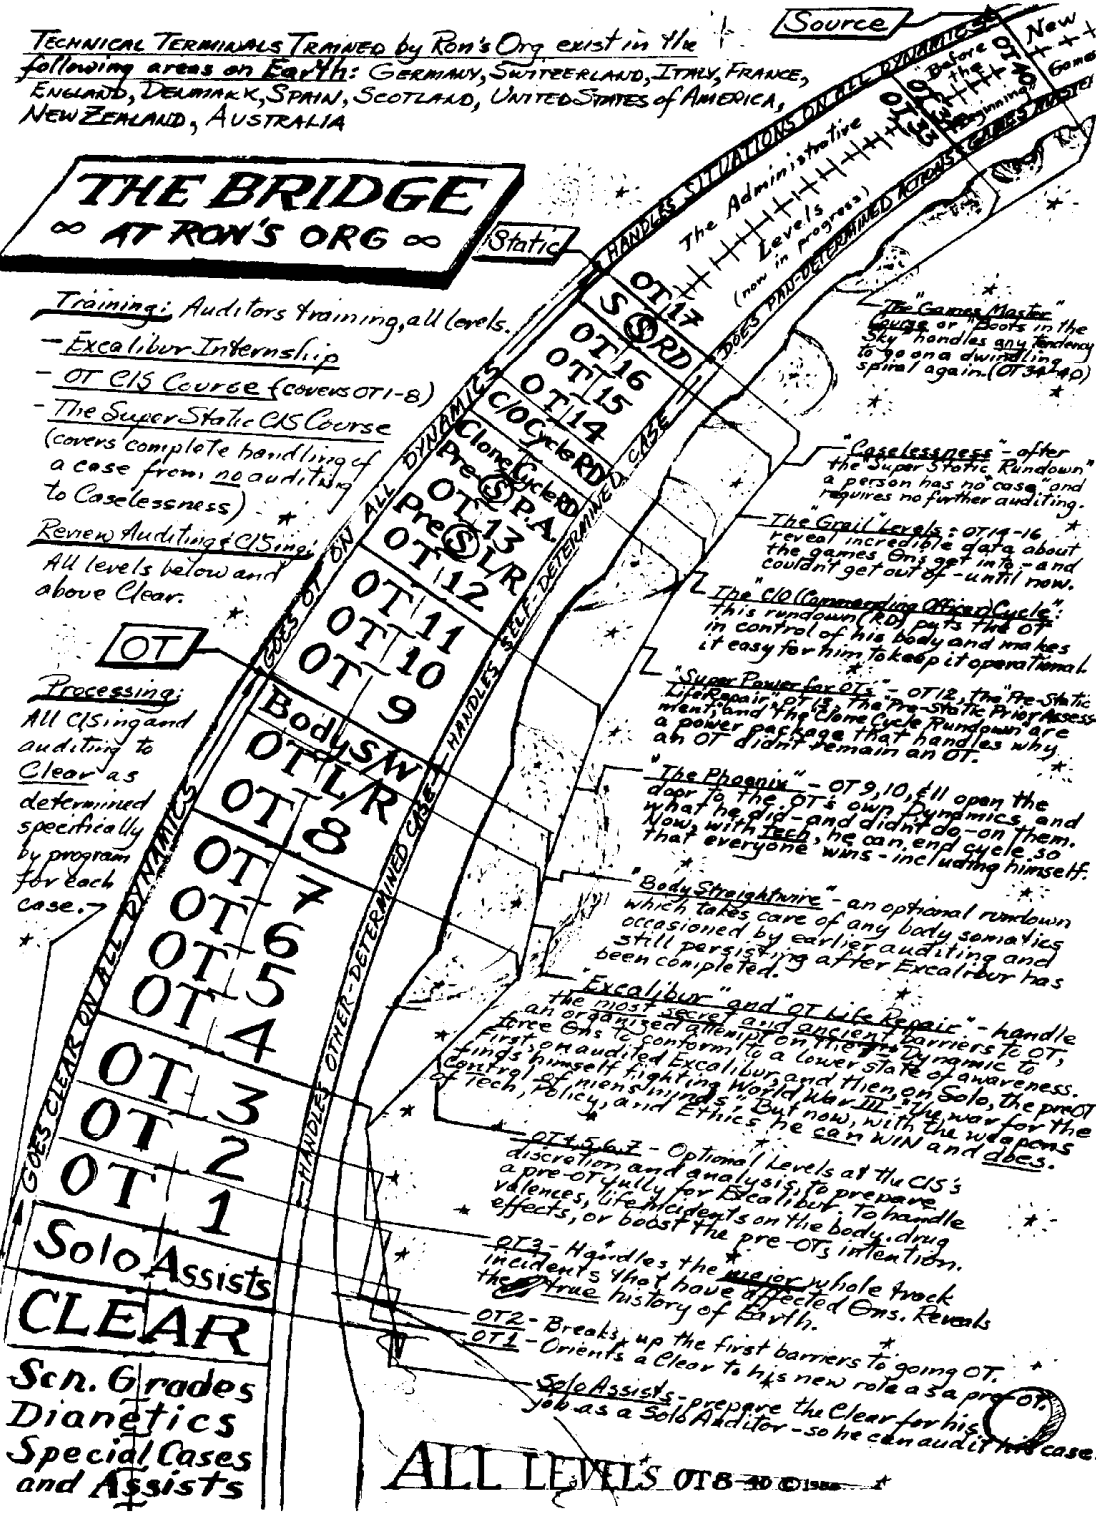 Source
TECHNICAL TERMINALS TRAINED by Ron's Org exist in the
following areas on Earth: GERMANY, SWITZERLAND, ITALY, FRANCE,
ENGLAND, DENMARK, SPAIN, SCOTLAND, UNITED STATES of AMERICA,
NEW ZEALAND, AUSTRALIA
THE BRIDGE
∞ AT RON'S ORG ∞
Static
Training: Auditors training, all levels.
- Excalibur Internship
- OT C/S Course (covers OT1-8)
- The Super Static C/S Course
(covers complete handling of
a case from no auditing
to Caselessness)
Review Auditing & C/Sing:
All levels below and
above Clear.
OT
Processing:
All C/Sing and
auditing to
Clear as
determined
specifically
by program
for each
case.
New
Games
OT 40
Before
the
Beginning
OT 33
The Administrative
Levels
(now in progress)
HANDLES SITUATIONS ON ALL DYNAMICS
DOES PAN-DETERMINED ACTIONS
GAMES MASTER
OT 17
S S RD
OT 16
OT 15
OT 14
C/O Cycle RD
Clone Cycle RD
Pre S P.A.
OT 13
Pre S L/R
OT 12
OT 11
OT 10
OT 9
GOES OT ON ALL DYNAMICS
HANDLES SELF-DETERMINED CASE
Body S/W
OT L/R
OT 8
OT 7
OT 6
OT 5
OT 4
OT 3
OT 2
OT 1
GOES CLEAR ON ALL DYNAMICS
HANDLES OTHER-DETERMINED CASE
Solo Assists
CLEAR
Scn. Grades
Dianetics
Special Cases
and Assists
The "Games Master"
Course or "Boots in the
Sky" handles any tendency
to go on a dwindling
spiral again. (OT 34-40)
"Caselessness" - after
the "Super Static Rundown"
a person has no "case" and
requires no further auditing.
The "Grail" Levels: OT14-16
reveal incredible data about
the games Θns get into - and
couldn't get out of - until now.
The "C/O (Commanding Officer) Cycle":
this rundown (RD) puts the OT
in control of his body and makes
it easy for him to keep it operational.
"Super Power for OTs" - OT12, the "Pre-Static
Life Repair", OT13, The "Pre-Static Prior Assess-
ment", and "The Clone Cycle Rundown" are
a power package that handles why
an OT didn't remain an OT.
"The Phoenix" - OT 9, 10, & 11 open the
door to the OT's own Dynamics, and
what he did - and didn't do - on them.
Now, with Tech, he can end cycle so
that everyone wins - including himself.
"Body Straightwire" - an optional rundown
which takes care of any body somatics
occasioned by earlier auditing and
still persisting after Excalibur has
been completed.
"Excalibur" and "OT Life Repair" - handle
the most secret and ancient barriers to OT,
an organized attempt on the Dynamic to
force Θns to conform to a lower state of awareness.
First, on audited Excalibur, and then, on Solo, the preOT
finds himself fighting World War III: "the war for the
control of men's minds". But now, with the weapons
of Tech, Policy, and Ethics he can WIN and does.
OT4,5,6,7 - Optional Levels at the C/S's
discretion and analysis, to prepare
a pre-OT fully for Excalibur. To handle
valences, life incidents on the body, drug
effects, or boost the pre-OTs intention.
OT3 - Handles the major whole track
incidents that have affected Θns. Reveals
the true history of Earth.
OT2 - Breaks up the first barriers to going OT.
OT1 - Orients a Clear to his new role as a pre-OT.
Solo Assists - prepare the Clear for his
job as a Solo Auditor - so he can audit his case.
ALL LEVELS OT8-40 ©